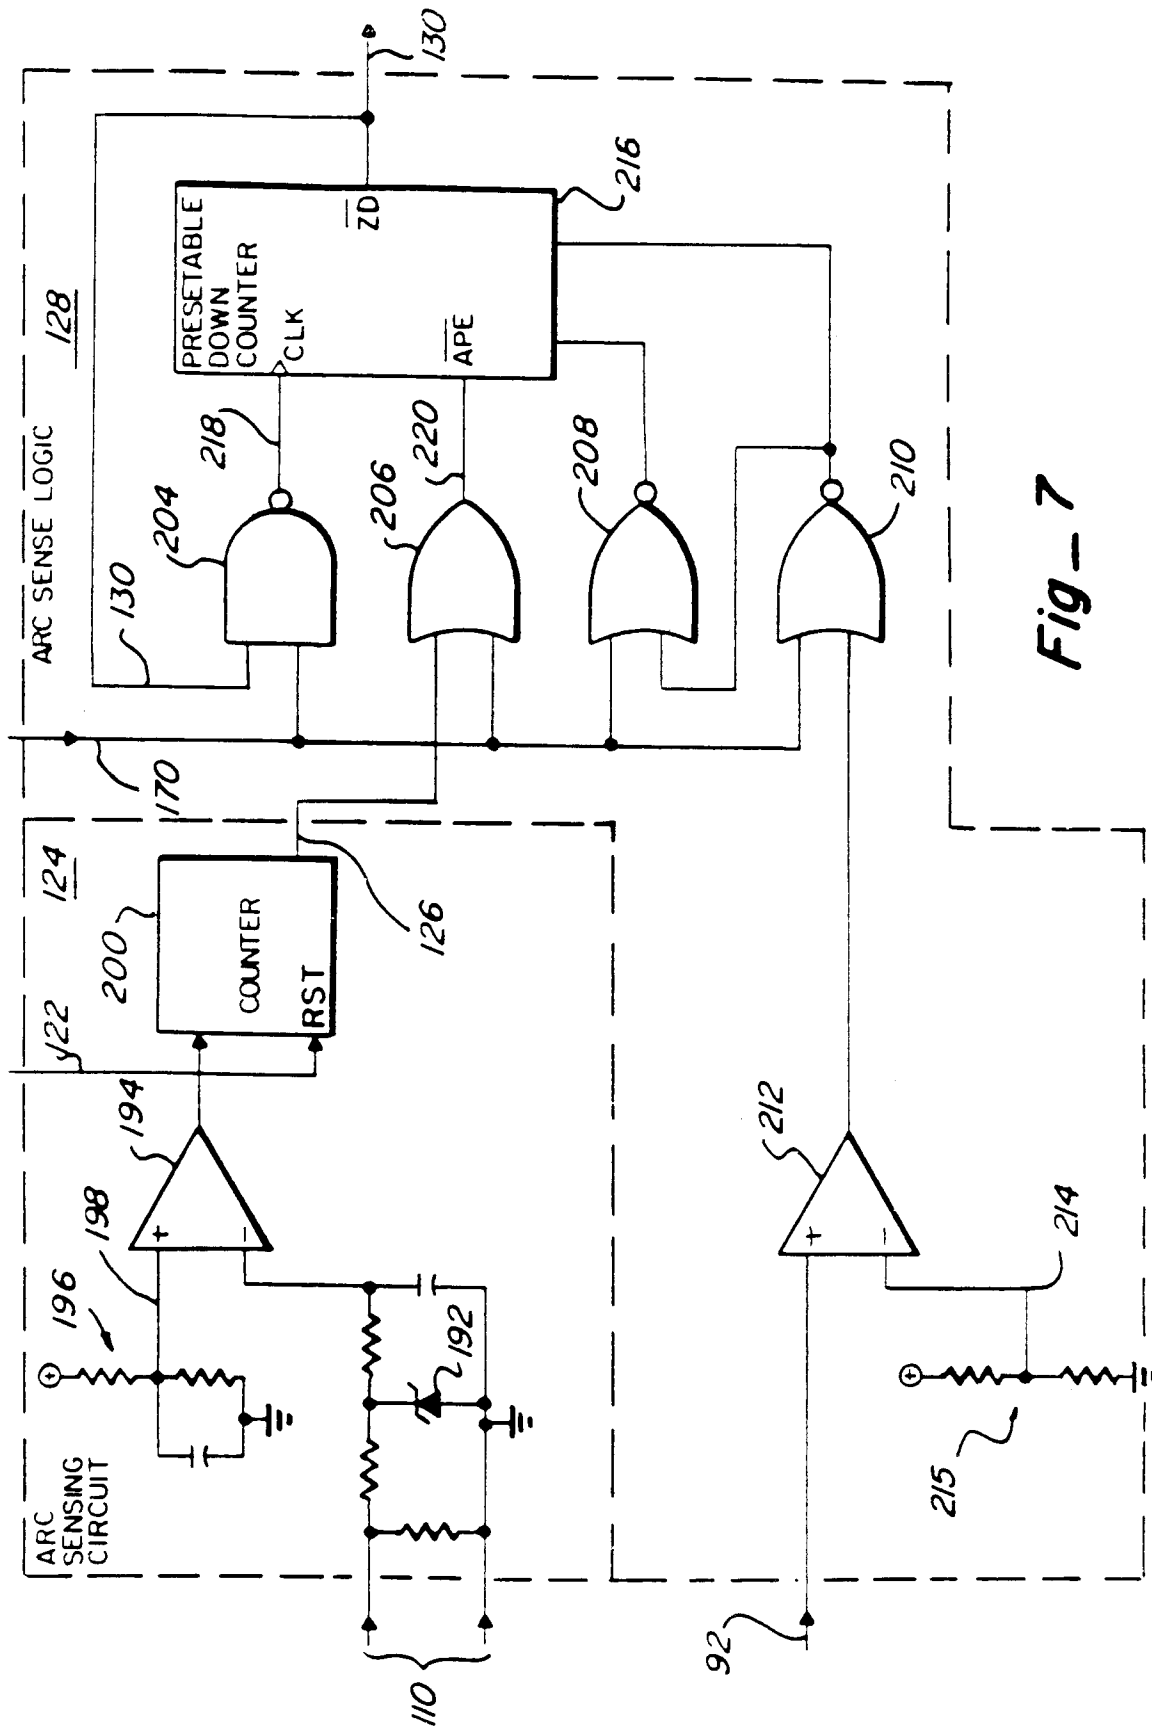 ARC SENSE LOGIC
128
130
130
170
204
218
PRESETABLE
DOWN
COUNTER
CLK
ZD
APE
206
220
216
208
210
ARC
SENSING
CIRCUIT
124
122
200
COUNTER
RST
126
194
198
196
+
−
+
192
110
212
+
−
214
215
+
92
Fig_7